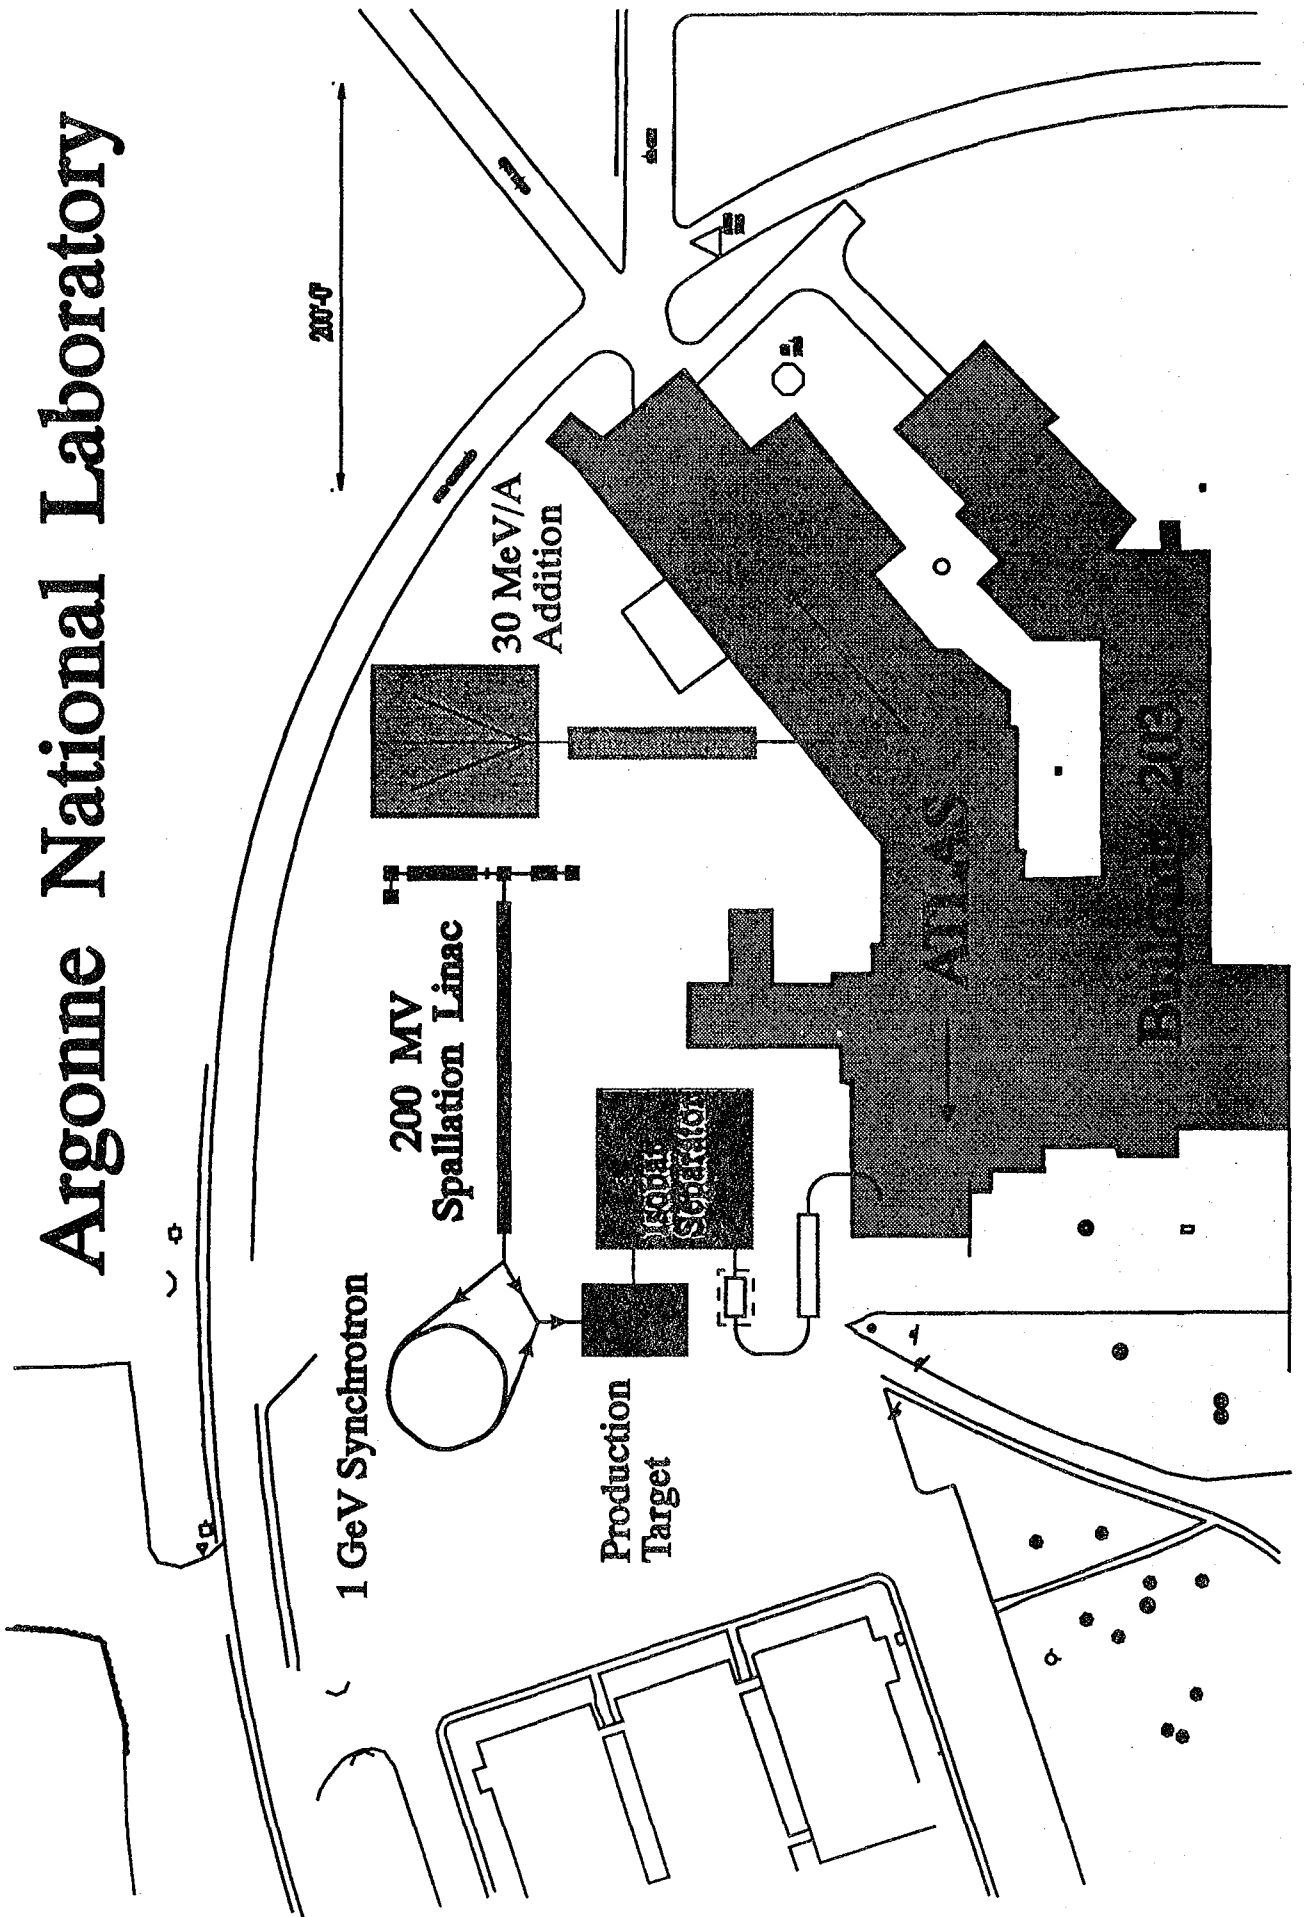 Argonne National Laboratory
200'-0"
1 GeV Synchrotron
200 MV
Spallation Linac
30 MeV/A
Addition
Production
Target
Isobar
Separator
ATLAS
Building 203